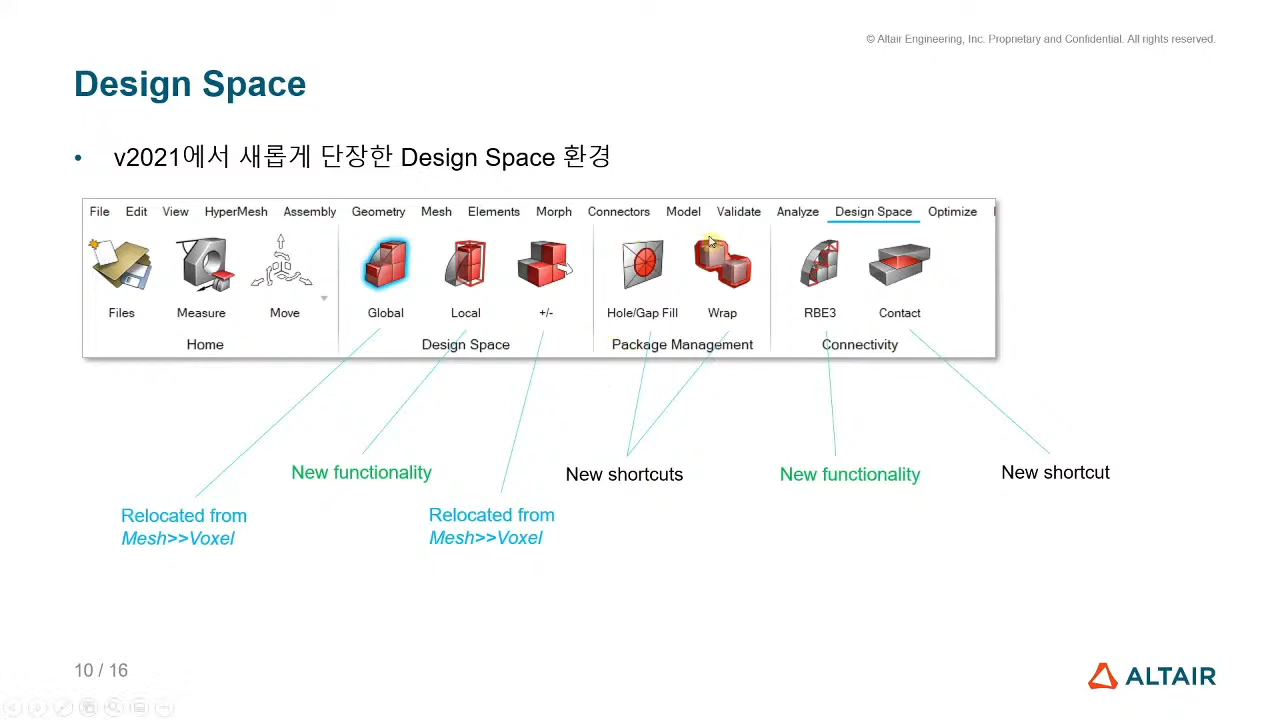 © Altair Engineering, Inc. Proprietary and Confidential. All rights reserved.
Design Space
• v2021에서 새롭게 단장한 Design Space 환경
File Edit View HyperMesh Assembly Geometry Mesh Elements Morph Connectors Model Validate Analyze Design Space Optimize
Files Measure Move Global Local +/- Hole/Gap Fill Wrap RBE3 Contact
Home Design Space Package Management Connectivity
New functionality New shortcuts New functionality New shortcut
Relocated from Relocated from
Mesh>>Voxel Mesh>>Voxel
10 / 16
ALTAIR